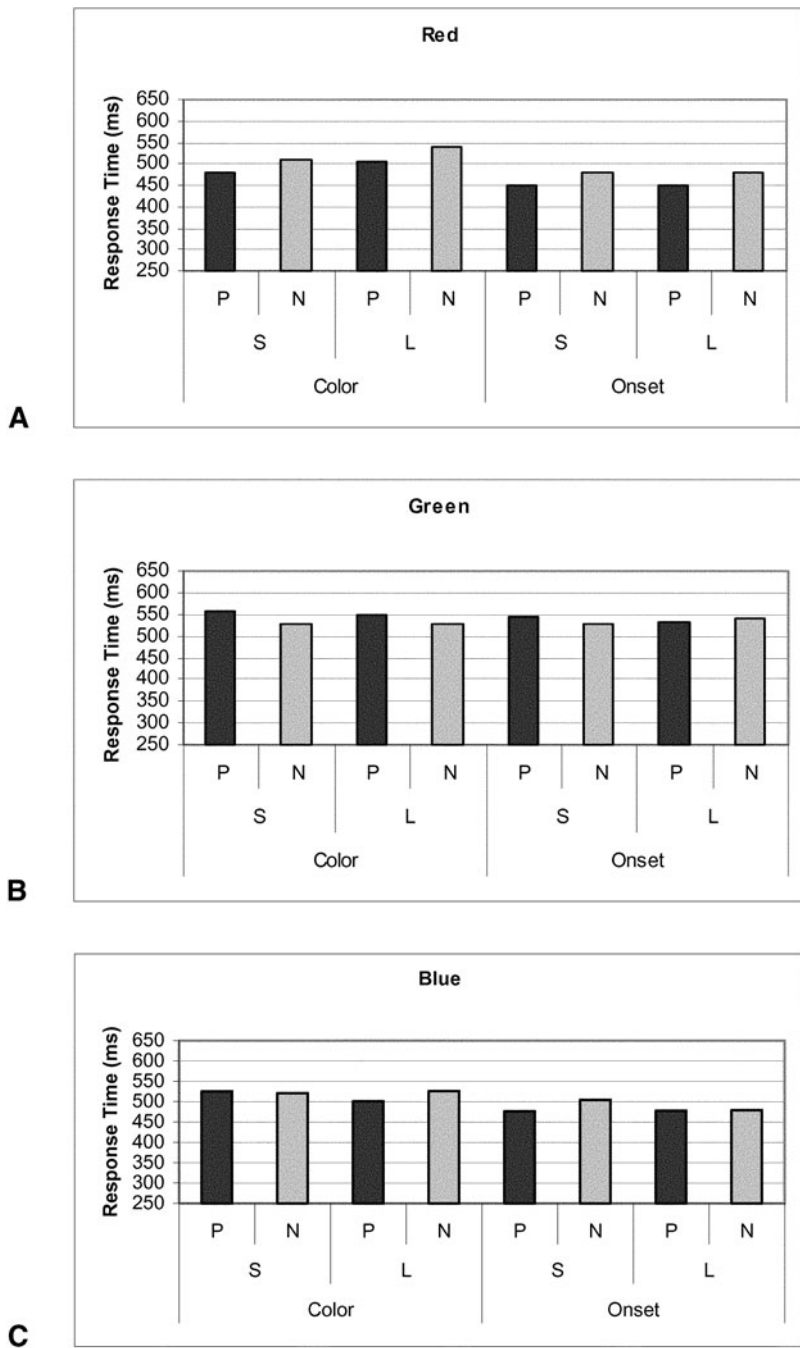 Red
Response Time (ms)
650
600
550
500
450
400
350
300
250
P N P N P N P N
S L S L
Color Onset
A
Green
Response Time (ms)
650
600
550
500
450
400
350
300
250
P N P N P N P N
S L S L
Color Onset
B
Blue
Response Time (ms)
650
600
550
500
450
400
350
300
250
P N P N P N P N
S L S L
Color Onset
C